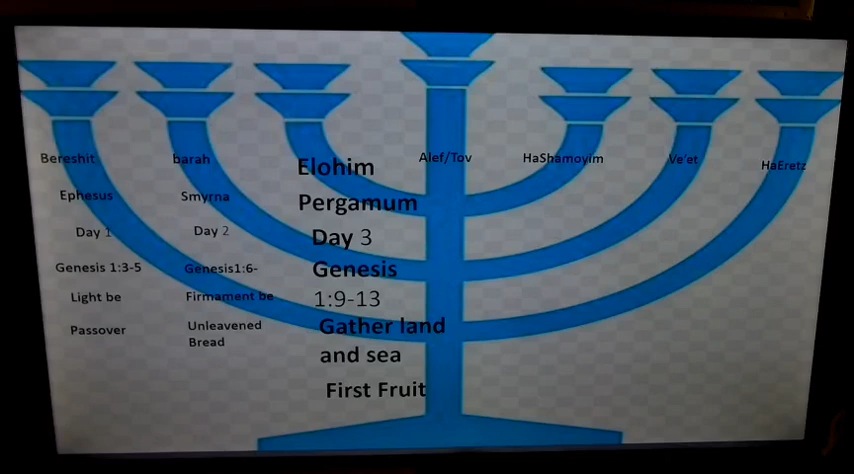 Bereshit
barah
Elohim
Alef/Tov
HaShamoyim
Ve'et
HaEretz
Ephesus
Smyrna
Pergamum
Day 1
Day 2
Day 3
Genesis 1:3-5
Genesis1:6-
Genesis
1:9-13
Light be
Firmament be
Gather land
and sea
Passover
Unleavened
Bread
First Fruit